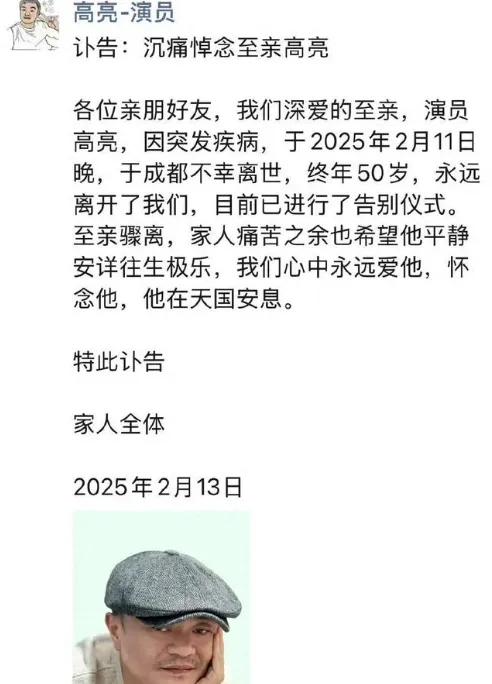 高亮-演员
讣告：沉痛悼念至亲高亮
各位亲朋好友，我们深爱的至亲，演员
高亮，因突发疾病，于2025年2月11日
晚，于成都不幸离世，终年50岁，永远
离开了我们，目前已进行了告别仪式。
至亲骤离，家人痛苦之余也希望他平静
安详往生极乐，我们心中永远爱他，怀
念他，他在天国安息。
特此讣告
家人全体
2025年2月13日